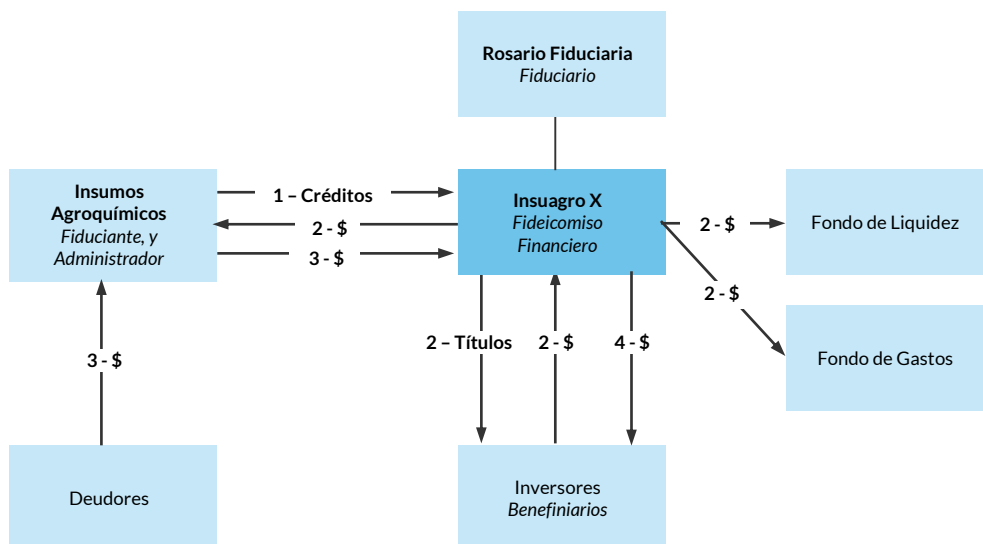 Rosario Fiduciaria
Fiduciario
Insumos
Agroquímicos
Fiduciante, y
Administrador
1 – Créditos
2 - $
3 - $
Insuagro X
Fideicomiso
Financiero
2 - $
Fondo de Liquidez
2 - $
Fondo de Gastos
3 - $
2 – Títulos
2 - $
4 - $
Deudores
Inversores
Benefiniarios